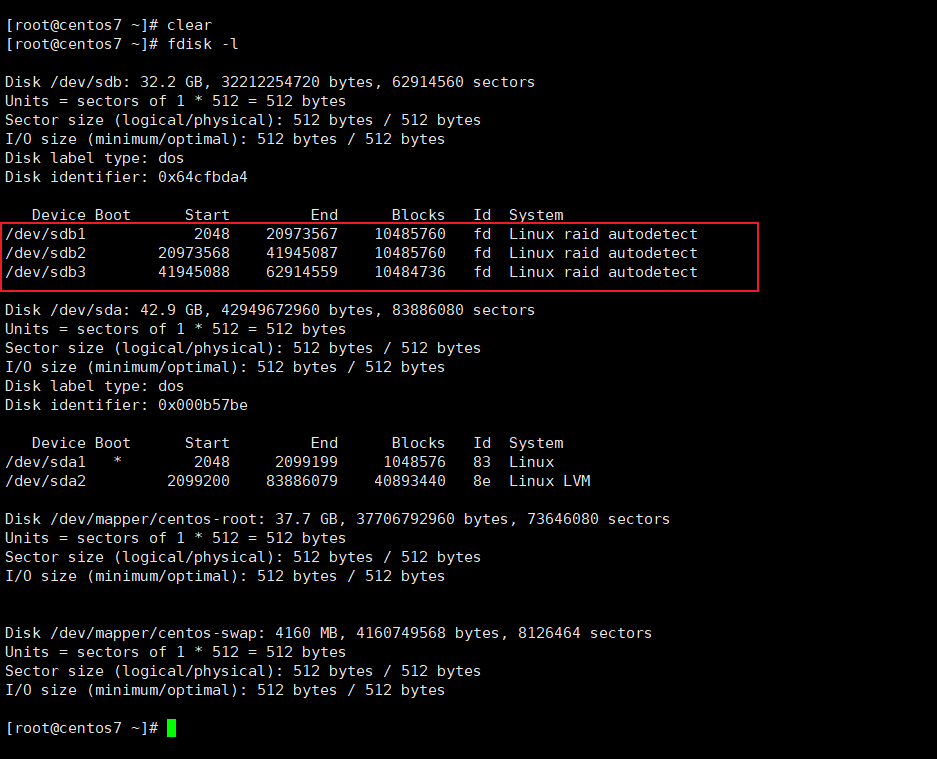 [root@centos7 ~]# clear
[root@centos7 ~]# fdisk -l
Disk /dev/sdb: 32.2 GB, 32212254720 bytes, 62914560 sectors
Units = sectors of 1 * 512 = 512 bytes
Sector size (logical/physical): 512 bytes / 512 bytes
I/O size (minimum/optimal): 512 bytes / 512 bytes
Disk label type: dos
Disk identifier: 0x64cfbda4
   Device Boot      Start         End      Blocks   Id  System
/dev/sdb1            2048    20973567    10485760   fd  Linux raid autodetect
/dev/sdb2        20973568    41945087    10485760   fd  Linux raid autodetect
/dev/sdb3        41945088    62914559    10484736   fd  Linux raid autodetect
Disk /dev/sda: 42.9 GB, 42949672960 bytes, 83886080 sectors
Units = sectors of 1 * 512 = 512 bytes
Sector size (logical/physical): 512 bytes / 512 bytes
I/O size (minimum/optimal): 512 bytes / 512 bytes
Disk label type: dos
Disk identifier: 0x000b57be
   Device Boot      Start         End      Blocks   Id  System
/dev/sda1   *        2048     2099199     1048576   83  Linux
/dev/sda2         2099200    83886079    40893440   8e  Linux LVM
Disk /dev/mapper/centos-root: 37.7 GB, 37706792960 bytes, 73646080 sectors
Units = sectors of 1 * 512 = 512 bytes
Sector size (logical/physical): 512 bytes / 512 bytes
I/O size (minimum/optimal): 512 bytes / 512 bytes
Disk /dev/mapper/centos-swap: 4160 MB, 4160749568 bytes, 8126464 sectors
Units = sectors of 1 * 512 = 512 bytes
Sector size (logical/physical): 512 bytes / 512 bytes
I/O size (minimum/optimal): 512 bytes / 512 bytes
[root@centos7 ~]#